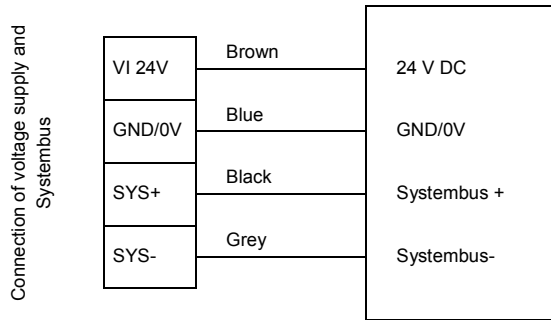 Connection of voltage supply and
Systembus
VI 24V
Brown
24 V DC
GND/0V
Blue
GND/0V
SYS+
Black
Systembus +
SYS-
Grey
Systembus-